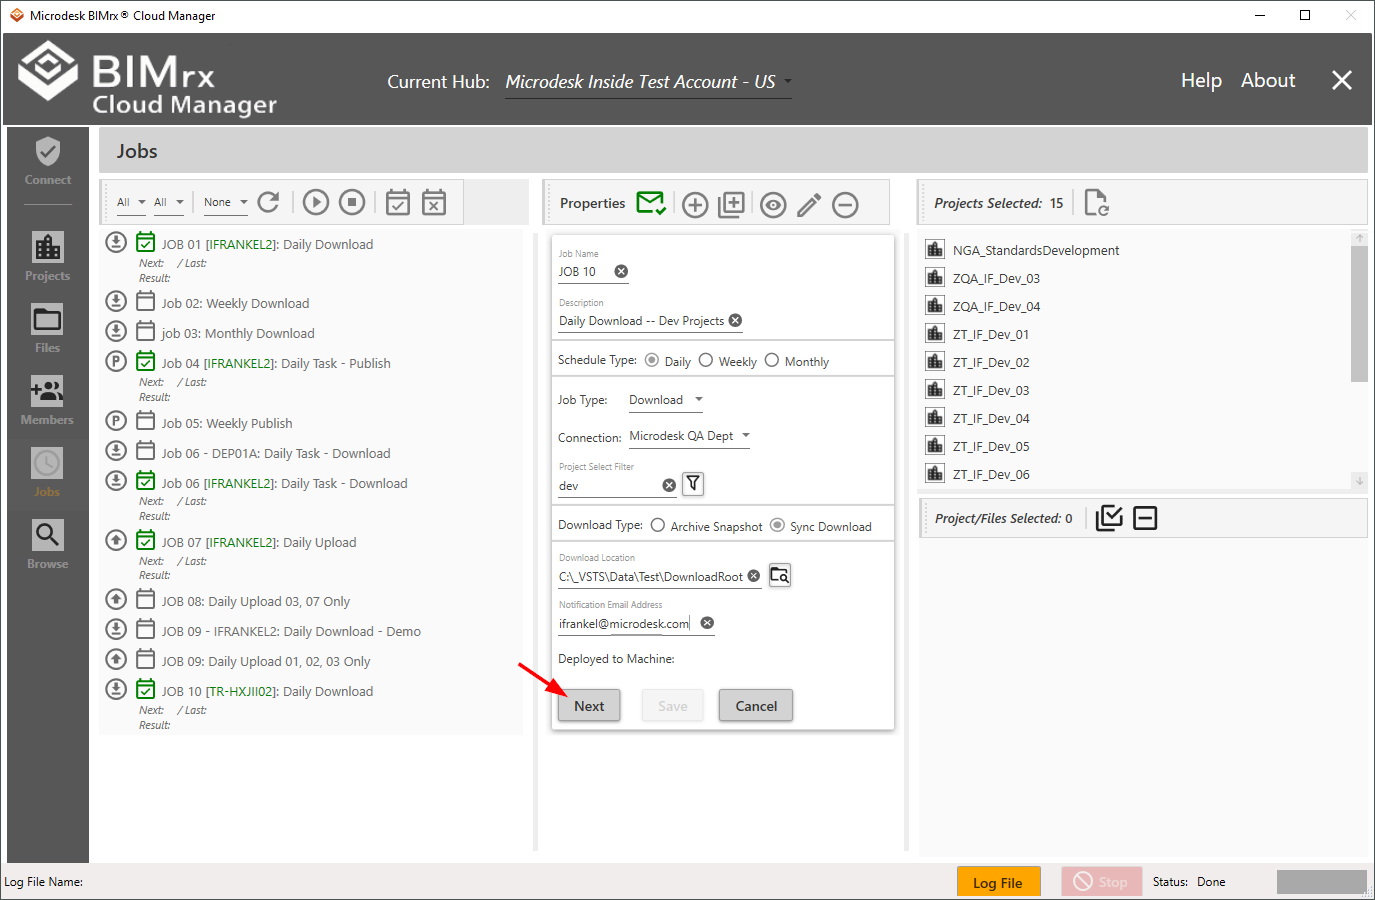 Microdesk BIMrx® Cloud Manager
BIMrx
Cloud Manager
Current Hub: Microdesk Inside Test Account - US
Help About
Connect
Projects
Files
Members
Jobs
Browse
Jobs
All All None
JOB 01 [IFRANKEL2]: Daily Download
Next: / Last:
Result:
Job 02: Weekly Download
job 03: Monthly Download
Job 04 [IFRANKEL2]: Daily Task - Publish
Next: / Last:
Result:
P
Job 05: Weekly Publish
P
Job 06 - DEP01A: Daily Task - Download
Job 06 [IFRANKEL2]: Daily Task - Download
Next: / Last:
Result:
JOB 07 [IFRANKEL2]: Daily Upload
Next: / Last:
Result:
JOB 08: Daily Upload 03, 07 Only
JOB 09 - IFRANKEL2: Daily Download - Demo
JOB 09: Daily Upload 01, 02, 03 Only
JOB 10 [TR-HXJII02]: Daily Download
Next: / Last:
Result:
Properties
Job Name
JOB 10
Description
Daily Download -- Dev Projects
Schedule Type: Daily Weekly Monthly
Job Type: Download
Connection: Microdesk QA Dept
Project Select Filter
dev
Download Type: Archive Snapshot Sync Download
Download Location
C:\_VSTS\Data\Test\DownloadRoot
Notification Email Address
ifrankel@microdesk.com
Deployed to Machine:
Next Save Cancel
Projects Selected: 15
NGA_StandardsDevelopment
ZQA_IF_Dev_03
ZQA_IF_Dev_04
ZT_IF_Dev_01
ZT_IF_Dev_02
ZT_IF_Dev_03
ZT_IF_Dev_04
ZT_IF_Dev_05
ZT_IF_Dev_06
Project/Files Selected: 0
Log File Name:
Log File
Stop
Status: Done